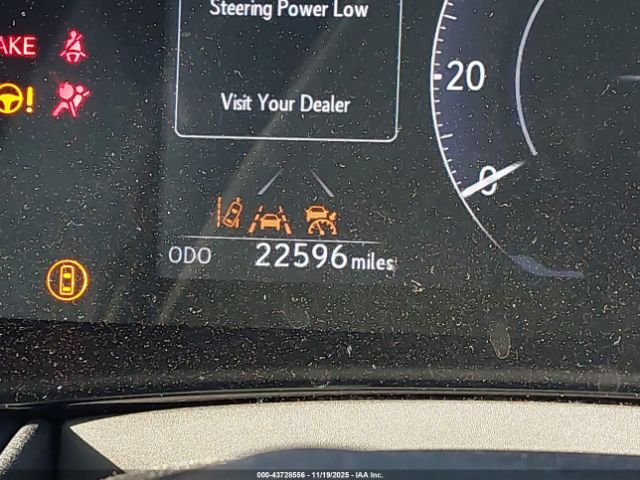 Steering Power Low
AKE
20
Visit Your Dealer
0
ODO 22596 miles
000-43728556 - 11/19/2025 - IAA Inc.